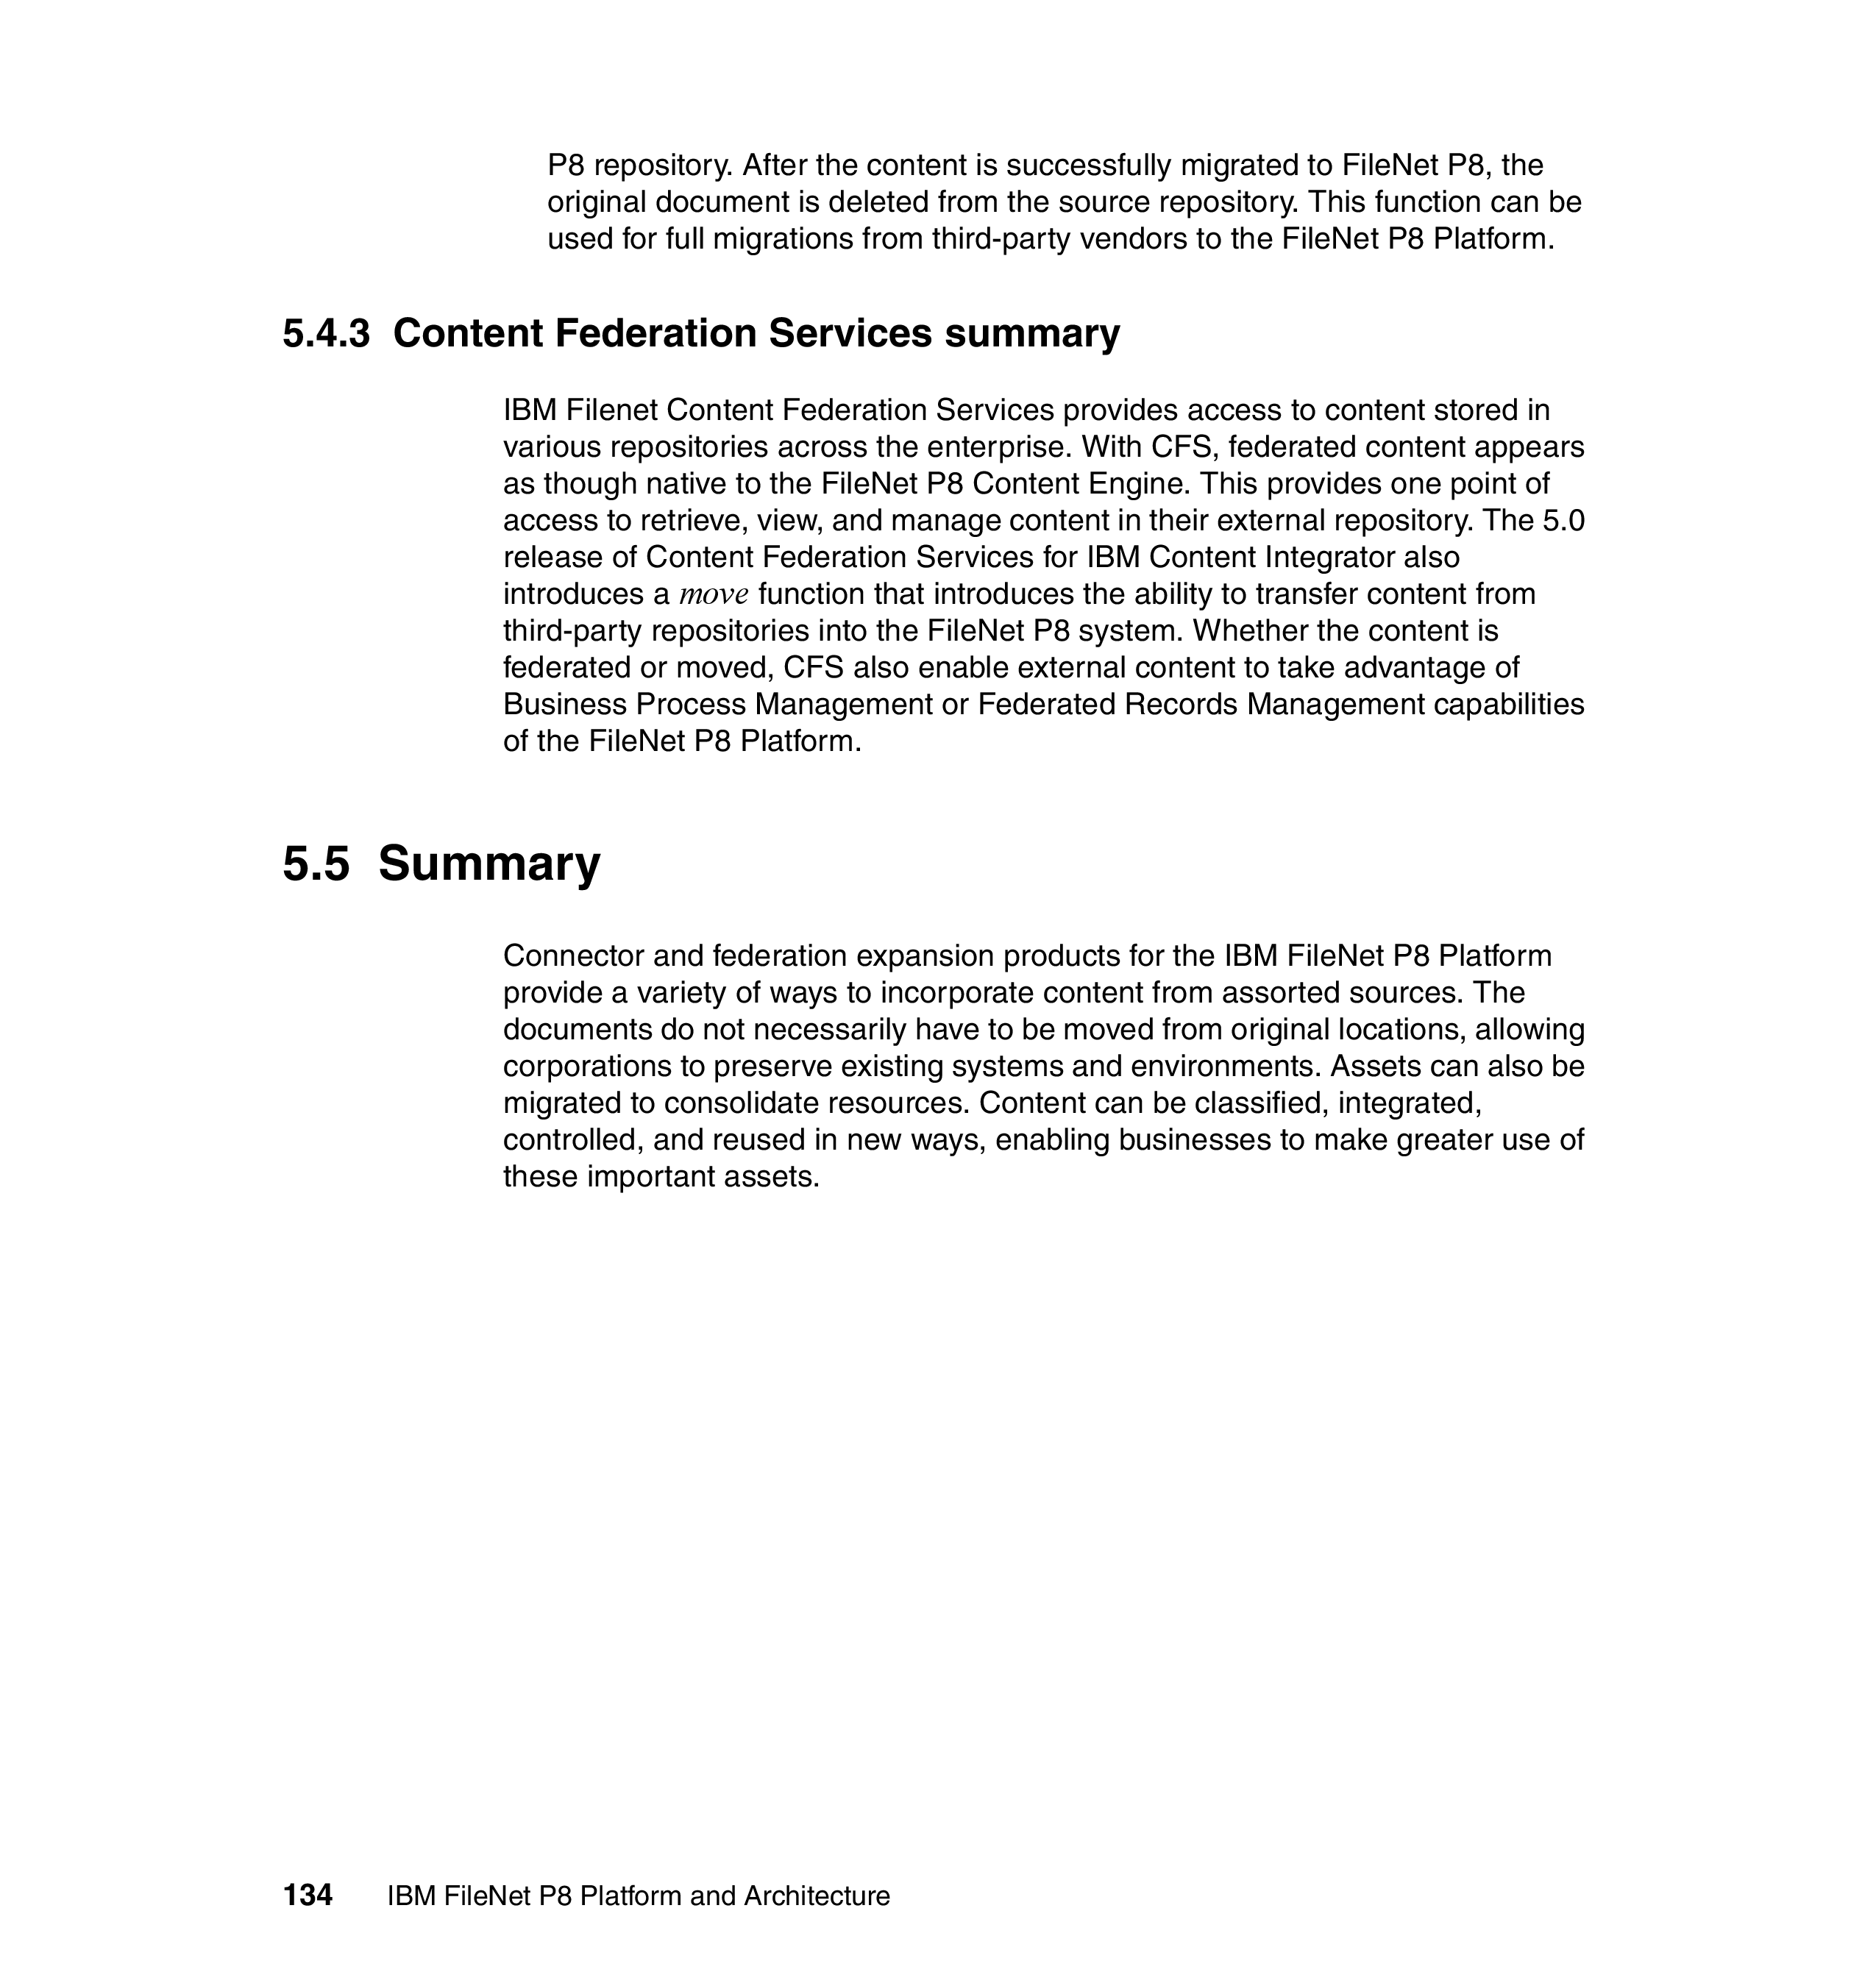 P8 repository. After the content is successfully migrated to FileNet P8, the
original document is deleted from the source repository. This function can be
used for full migrations from third-party vendors to the FileNet P8 Platform.
5.4.3 Content Federation Services summary
IBM Filenet Content Federation Services provides access to content stored in
various repositories across the enterprise. With CFS, federated content appears
as though native to the FileNet P8 Content Engine. This provides one point of
access to retrieve, view, and manage content in their external repository. The 5.0
release of Content Federation Services for IBM Content Integrator also
introduces a move function that introduces the ability to transfer content from
third-party repositories into the FileNet P8 system. Whether the content is
federated or moved, CFS also enable external content to take advantage of
Business Process Management or Federated Records Management capabilities
of the FileNet P8 Platform.
5.5 Summary
Connector and federation expansion products for the IBM FileNet P8 Platform
provide a variety of ways to incorporate content from assorted sources. The
documents do not necessarily have to be moved from original locations, allowing
corporations to preserve existing systems and environments. Assets can also be
migrated to consolidate resources. Content can be classified, integrated,
controlled, and reused in new ways, enabling businesses to make greater use of
these important assets.
134 IBM FileNet P8 Platform and Architecture